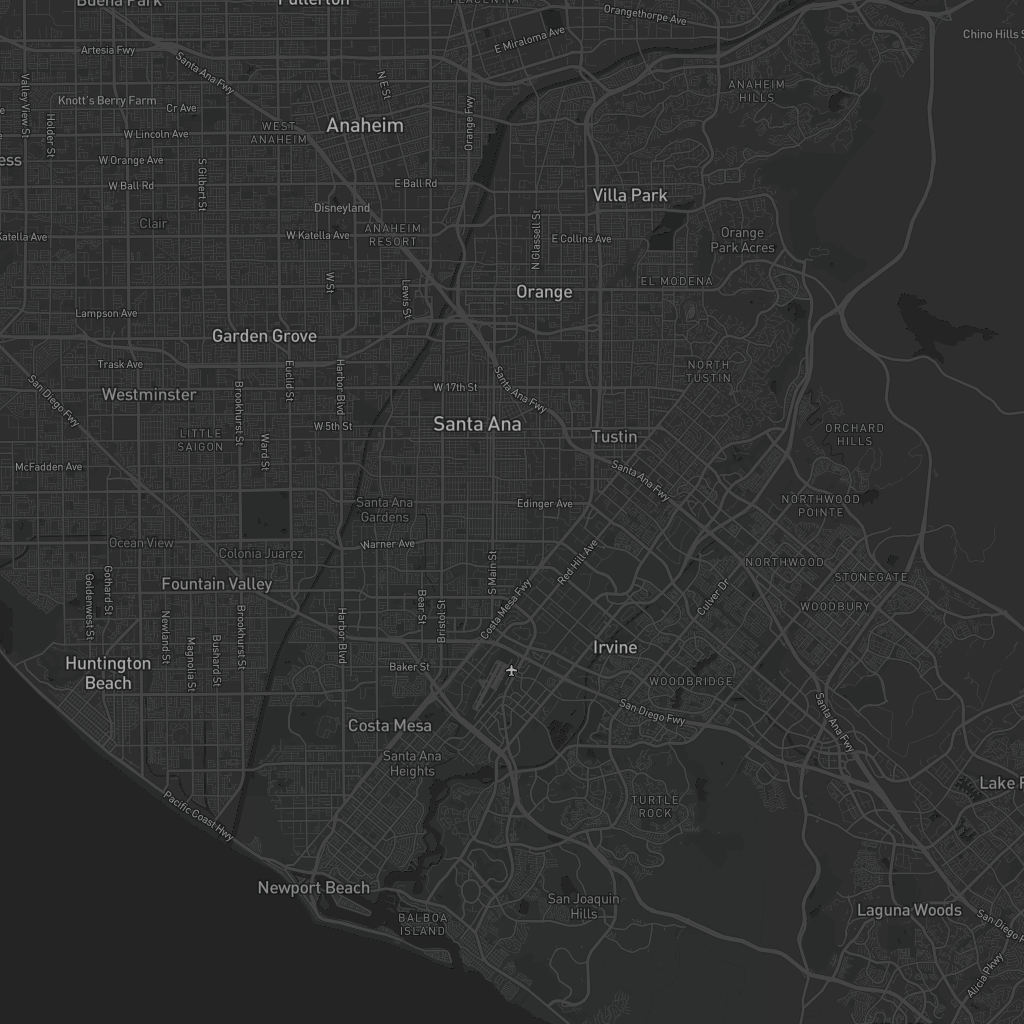 Buena Park
Fullerton
PLACENTIA
Orangethorpe Ave
E Miraloma Ave
Chino Hills S
Artesia Fwy
Santa Ana Fwy
N E St
Valley View St
Knott's Berry Farm
Cr Ave
Orange Fwy
ANAHEIM
HILLS
Holder St
W Lincoln Ave
WEST
ANAHEIM
Anaheim
ess
W Orange Ave
W Ball Rd
S Gilbert St
E Ball Rd
Villa Park
Disneyland
Clair
Katella Ave
W Katella Ave
ANAHEIM
RESORT
N Glassell St
E Collins Ave
Orange
Park Acres
W St
Lewis St
Orange
EL MODENA
Lampson Ave
Garden Grove
Trask Ave
Euclid St
Harbor Blvd
NORTH
TUSTIN
San Diego Fwy
Westminster
Brookhurst St
W 17th St
Santa Ana Fwy
LITTLE
SAIGON
Ward St
W 5th St
Santa Ana
Tustin
ORCHARD
HILLS
McFadden Ave
Santa Ana Fwy
Santa Ana
Gardens
Edinger Ave
NORTHWOOD
POINTE
Ocean View
Colonia Juarez
Warner Ave
S Main St
Red Hill Ave
NORTHWOOD
STONEGATE
Goldenwest St
Gothard St
Fountain Valley
Bear St
Bristol St
Costa Mesa Fwy
Culver Dr
WOODBURY
Newland St
Magnolia St
Bushard St
Brookhurst St
Harbor Blvd
Irvine
Huntington
Beach
Baker St
WOODBRIDGE
Costa Mesa
San Diego Fwy
Santa Ana Fwy
Santa Ana
Heights
Lake F
Pacific Coast Hwy
TURTLE
ROCK
Newport Beach
BALBOA
ISLAND
San Joaquin
Hills
Laguna Woods
San Diego F
Alicia Pkwy